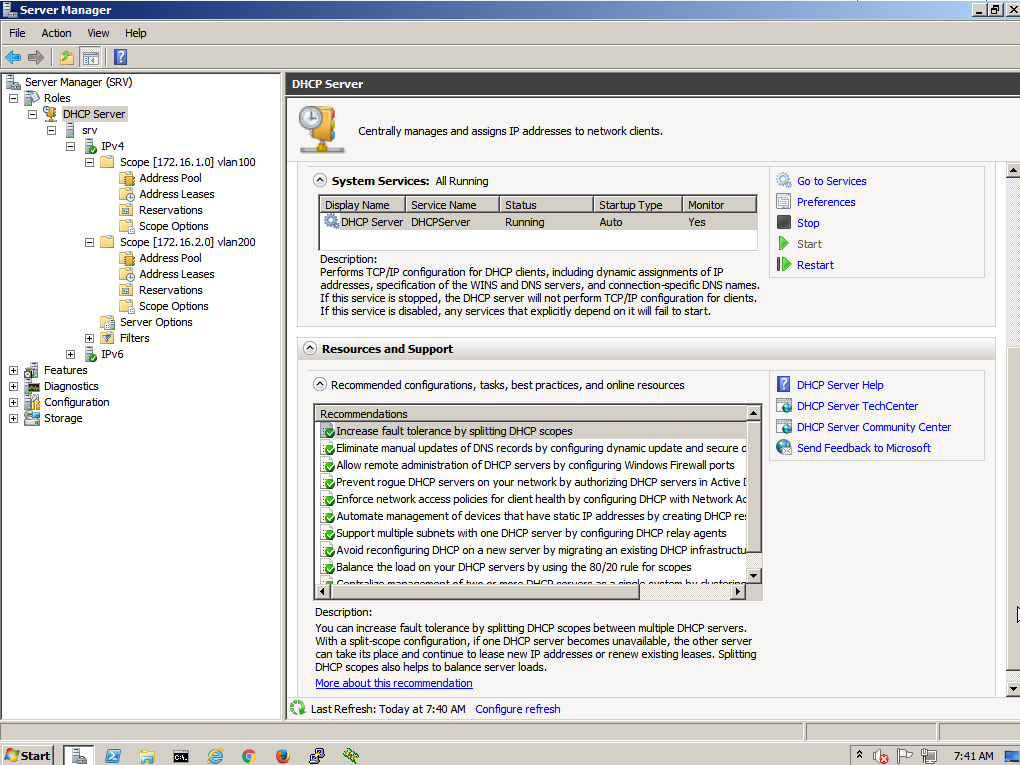 Server Manager
File Action View Help
Server Manager (SRV)
Roles
DHCP Server
srv
IPv4
Scope [172.16.1.0] vlan100
Address Pool
Address Leases
Reservations
Scope Options
Scope [172.16.2.0] vlan200
Address Pool
Address Leases
Reservations
Scope Options
Server Options
Filters
IPv6
Features
Diagnostics
Configuration
Storage
DHCP Server
Centrally manages and assigns IP addresses to network clients.
System Services: All Running
Display Name Service Name Status Startup Type Monitor
DHCP Server DHCPServer Running Auto Yes
Description:
Performs TCP/IP configuration for DHCP clients, including dynamic assignments of IP
addresses, specification of the WINS and DNS servers, and connection-specific DNS names.
If this service is stopped, the DHCP server will not perform TCP/IP configuration for clients.
If this service is disabled, any services that explicitly depend on it will fail to start.
Go to Services
Preferences
Stop
Start
Restart
Resources and Support
Recommended configurations, tasks, best practices, and online resources
Recommendations
Increase fault tolerance by splitting DHCP scopes
Eliminate manual updates of DNS records by configuring dynamic update and secure d
Allow remote administration of DHCP servers by configuring Windows Firewall ports
Prevent rogue DHCP servers on your network by authorizing DHCP servers in Active D
Enforce network access policies for client health by configuring DHCP with Network Ac
Automate management of devices that have static IP addresses by creating DHCP res
Support multiple subnets with one DHCP server by configuring DHCP relay agents
Avoid reconfiguring DHCP on a new server by migrating an existing DHCP infrastructu
Balance the load on your DHCP servers by using the 80/20 rule for scopes
Centralize management of two or more DHCP servers as a single system by clustering
Description:
You can increase fault tolerance by splitting DHCP scopes between multiple DHCP servers.
With a split-scope configuration, if one DHCP server becomes unavailable, the other server
can take its place and continue to lease new IP addresses or renew existing leases. Splitting
DHCP scopes also helps to balance server loads.
More about this recommendation
DHCP Server Help
DHCP Server TechCenter
DHCP Server Community Center
Send Feedback to Microsoft
Last Refresh: Today at 7:40 AM Configure refresh
Start
7:41 AM